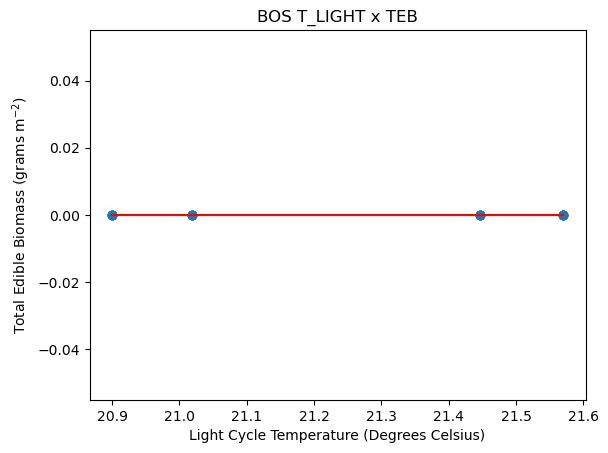 BOS T_LIGHT x TEB
Total Edible Biomass (grams m⁻²)
0.04
0.02
0.00
−0.02
−0.04
20.9 21.0 21.1 21.2 21.3 21.4 21.5 21.6
Light Cycle Temperature (Degrees Celsius)